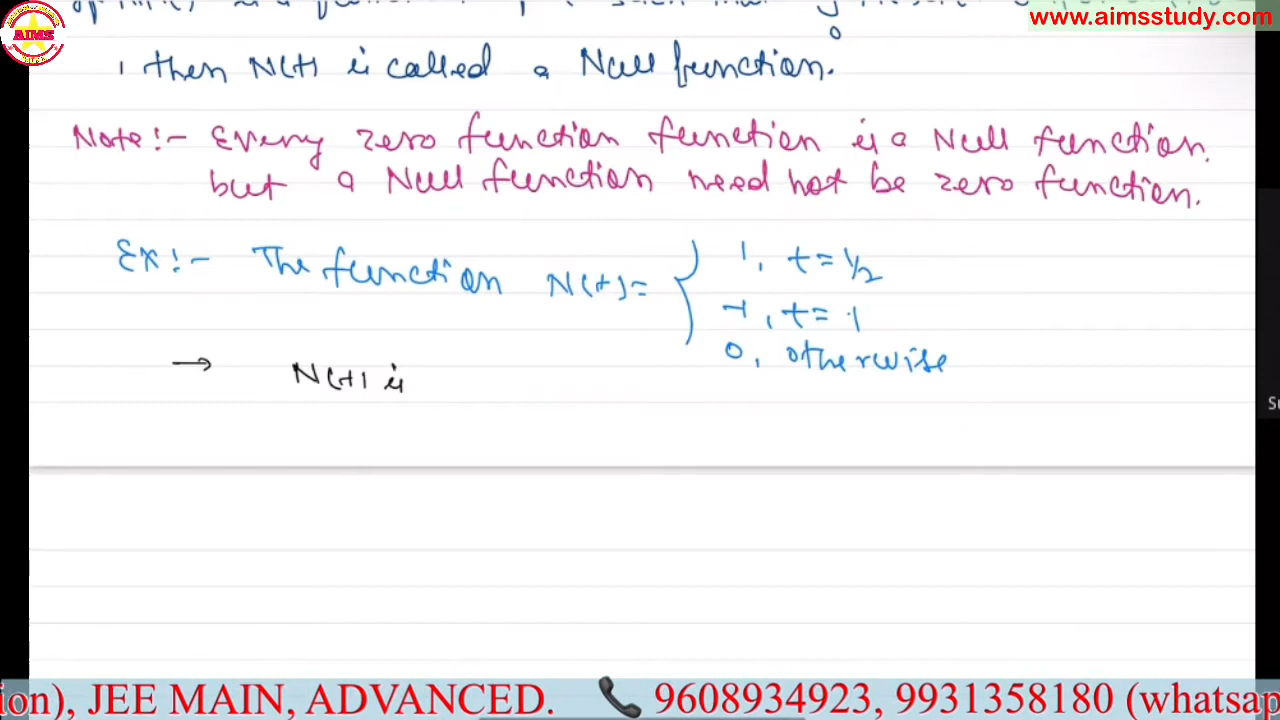 www.aimsstudy.com
AIMS
, then N(t) is called a Null function.
Note :- Every zero function function is a Null function.
but a Null function need not be zero function.
Ex :- The function N(t) = { 1, t = 1/2
-1, t = 1
0, otherwise
→ N(t) is
ion), JEE MAIN, ADVANCED. 📞 9608934923, 9931358180 (whatsap